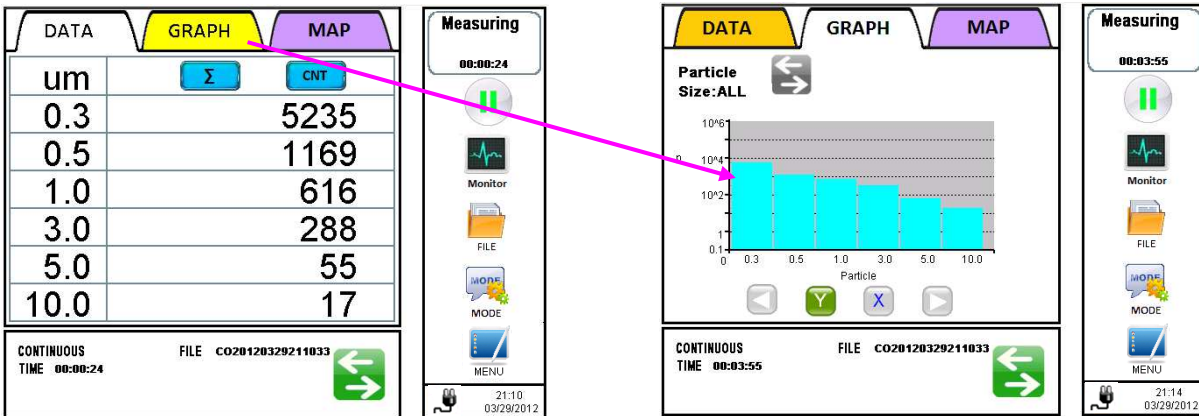 DATA GRAPH MAP
um Σ CNT
0.3 5235
0.5 1169
1.0 616
3.0 288
5.0 55
10.0 17
CONTINUOUS FILE CO20120329211033
TIME 00:00:24
Measuring
00:00:24
Monitor
FILE
MODE
MODE
MENU
21:10
03/29/2012
DATA GRAPH MAP
Particle
Size:ALL
10^6
10^4
10^2
1
0.1
0 0.3 0.5 1.0 3.0 5.0 10.0
Particle
Y X
CONTINUOUS FILE CO20120329211033
TIME 00:03:55
Measuring
00:03:55
Monitor
FILE
MODE
MODE
MENU
21:14
03/29/2012